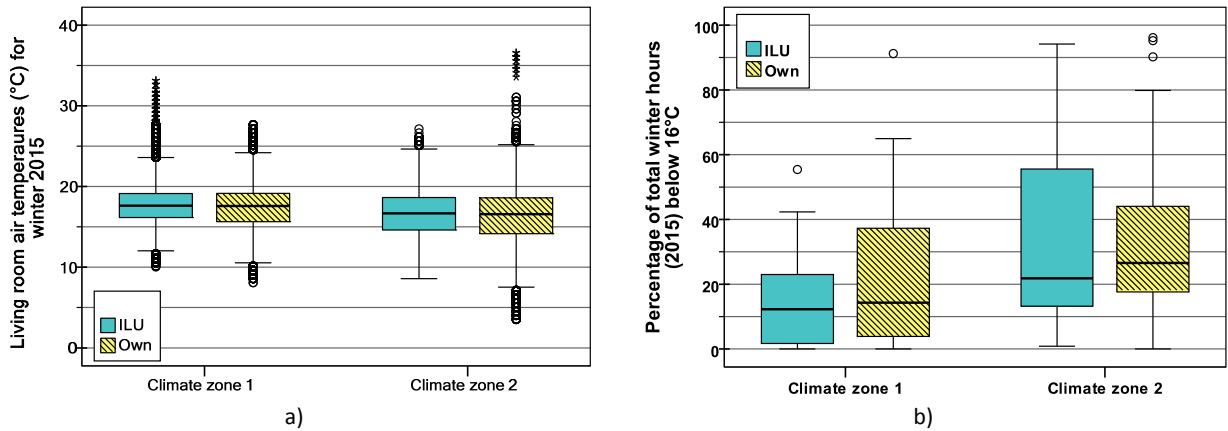 Living room air temperaures (°C) for
winter 2015
40
30
20
10
0
ILU
Own
Climate zone 1
Climate zone 2
a)
Percentage of total winter hours
(2015) below 16°C
100
80
60
40
20
0
ILU
Own
Climate zone 1
Climate zone 2
b)